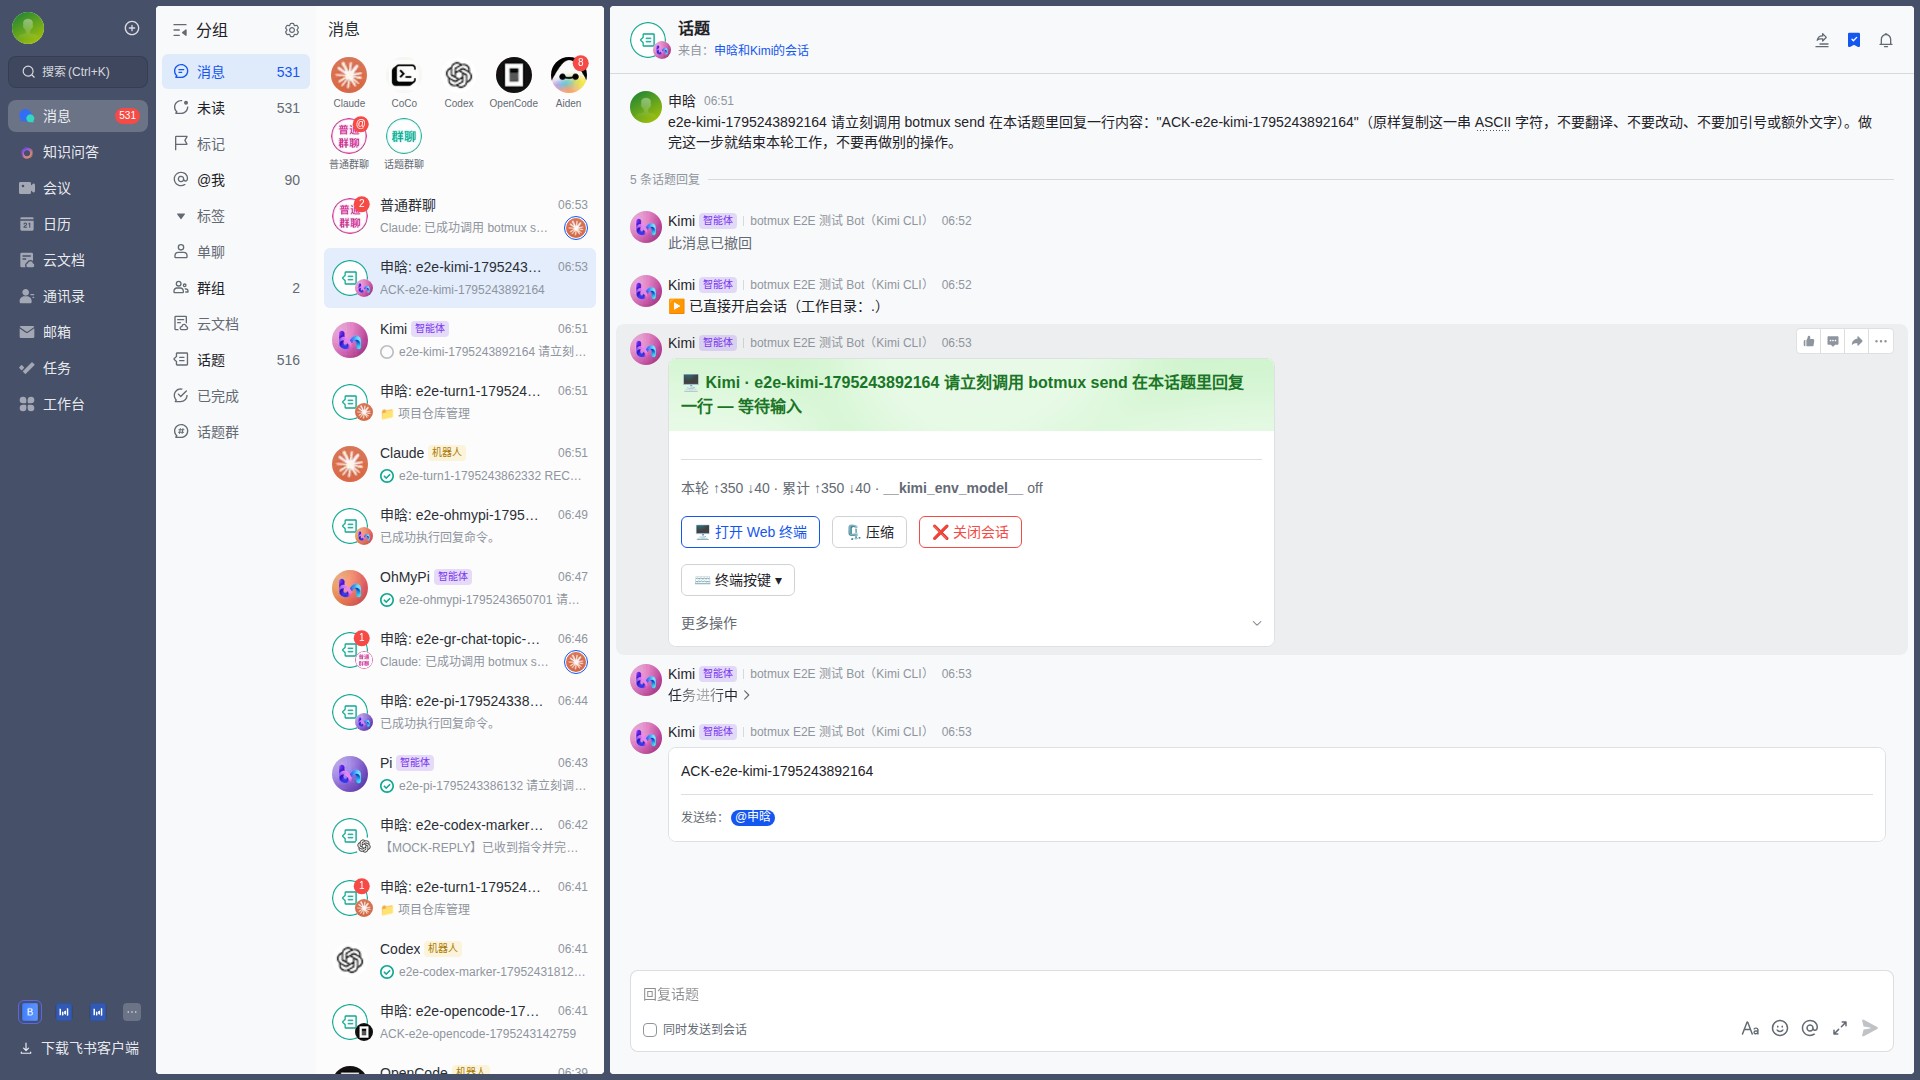 搜索 (Ctrl+K)
消息 531
知识问答
会议
日历
云文档
通讯录
邮箱
任务
工作台
下载飞书客户端
分组
消息 531
未读 531
标记
@我 90
标签
单聊
群组 2
云文档
话题 516
已完成
话题群
消息
Claude CoCo Codex OpenCode Aiden
8
普通群聊 @
群聊
普通群聊 话题群聊
普通群聊 2
普通群聊 06:53
Claude: 已成功调用 botmux s...
申晗: e2e-kimi-1795243... 06:53
ACK-e2e-kimi-1795243892164
Kimi 智能体 06:51
e2e-kimi-1795243892164 请立刻...
申晗: e2e-turn1-179524... 06:51
项目仓库管理
Claude 机器人 06:51
e2e-turn1-1795243862332 REC...
申晗: e2e-ohmypi-1795... 06:49
已成功执行回复命令。
OhMyPi 智能体 06:47
e2e-ohmypi-1795243650701 请...
1
申晗: e2e-gr-chat-topic-... 06:46
Claude: 已成功调用 botmux s...
申晗: e2e-pi-179524338... 06:44
已成功执行回复命令。
Pi 智能体 06:43
e2e-pi-1795243386132 请立刻调...
申晗: e2e-codex-marker... 06:42
【MOCK-REPLY】已收到指令并完...
1
申晗: e2e-turn1-179524... 06:41
项目仓库管理
Codex 机器人 06:41
e2e-codex-marker-17952431812...
申晗: e2e-opencode-17... 06:41
ACK-e2e-opencode-1795243142759
OpenCode 机器人 06:39
话题
来自：申晗和Kimi的会话
申晗 06:51
e2e-kimi-1795243892164 请立刻调用 botmux send 在本话题里回复一行内容："ACK-e2e-kimi-1795243892164"（原样复制这一串 ASCII 字符，不要翻译、不要改动、不要加引号或额外文字）。做
完这一步就结束本轮工作，不要再做别的操作。
5 条话题回复
Kimi 智能体 botmux E2E 测试 Bot（Kimi CLI） 06:52
此消息已撤回
Kimi 智能体 botmux E2E 测试 Bot（Kimi CLI） 06:52
▶️ 已直接开启会话（工作目录：.）
Kimi 智能体 botmux E2E 测试 Bot（Kimi CLI） 06:53
🖥️ Kimi · e2e-kimi-1795243892164 请立刻调用 botmux send 在本话题里回复
一行 — 等待输入
本轮 ↑350 ↓40 · 累计 ↑350 ↓40 · __kimi_env_model__ off
🖥️ 打开 Web 终端 🗜️ 压缩 ❌ 关闭会话
⌨️ 终端按键 ▾
更多操作
Kimi 智能体 botmux E2E 测试 Bot（Kimi CLI） 06:53
任务进行中 >
Kimi 智能体 botmux E2E 测试 Bot（Kimi CLI） 06:53
ACK-e2e-kimi-1795243892164
发送给：@申晗
回复话题
同时发送到会话
Aa